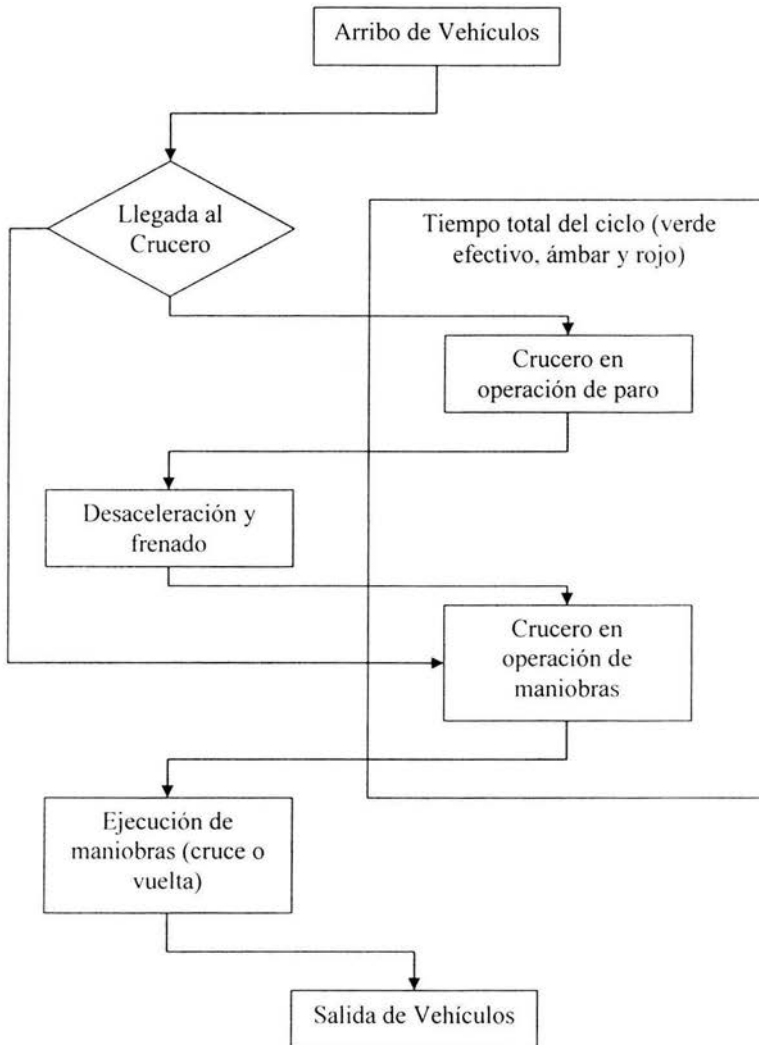 Arribo de Vehículos
Llegada al
Crucero
Tiempo total del ciclo (verde
efectivo, ámbar y rojo)
Crucero en
operación de paro
Desaceleración y
frenado
Crucero en
operación de
maniobras
Ejecución de
maniobras (cruce o
vuelta)
Salida de Vehículos